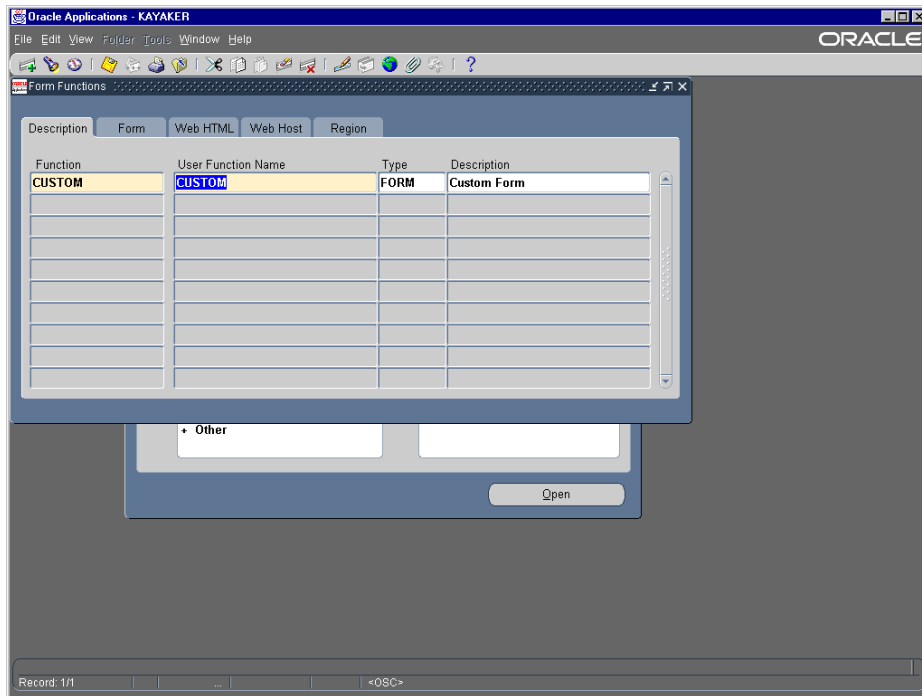 Oracle Applications - KAYAKER
File Edit View Folder Tools Window Help
ORACLE
Form Functions
Description Form Web HTML Web Host Region
Function User Function Name Type Description
CUSTOM CUSTOM FORM Custom Form
+ Other
Open
Record: 1/1 ... <OSC>